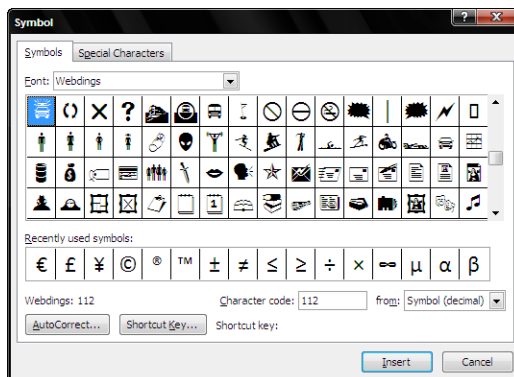 Symbol
Symbols Special Characters
Font: Webdings
Recently used symbols:
€ £ ¥ © ® ™ ± ≠ ≤ ≥ ÷ × ∞ µ α β
Webdings: 112 Character code: 112 from: Symbol (decimal)
AutoCorrect... Shortcut Key... Shortcut key:
Insert Cancel